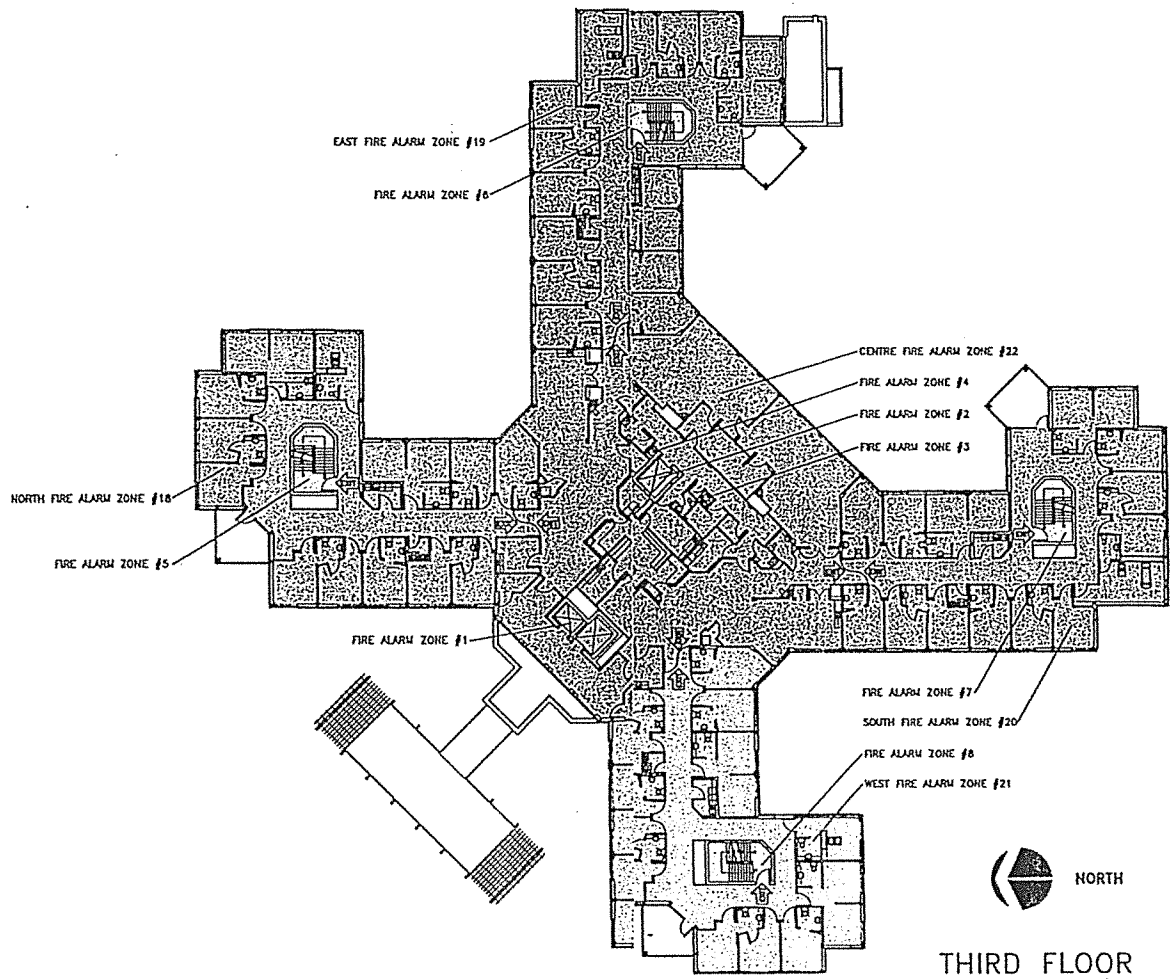 EAST FIRE ALARM ZONE #19
FIRE ALARM ZONE #6
CENTRE FIRE ALARM ZONE #22
FIRE ALARM ZONE #4
FIRE ALARM ZONE #2
FIRE ALARM ZONE #3
NORTH FIRE ALARM ZONE #18
FIRE ALARM ZONE #5
FIRE ALARM ZONE #1
FIRE ALARM ZONE #7
SOUTH FIRE ALARM ZONE #20
FIRE ALARM ZONE #8
WEST FIRE ALARM ZONE #21
NORTH
THIRD FLOOR